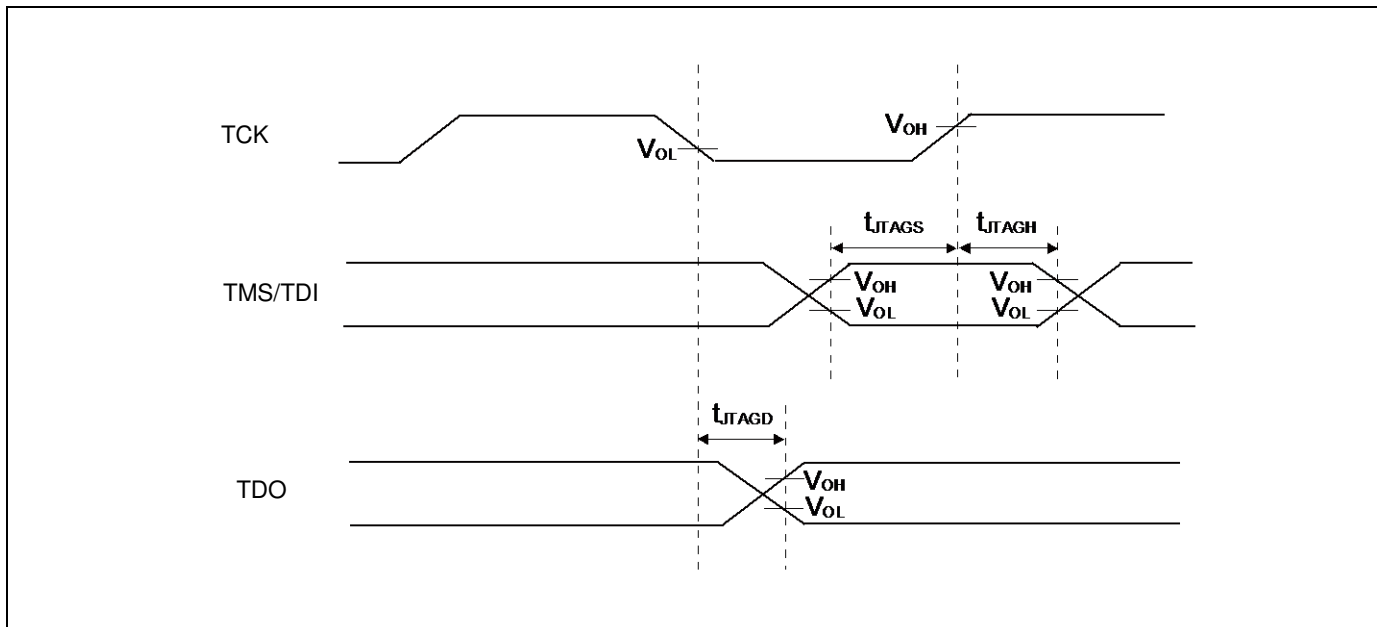 TCK
VOL
VOH
tJTAGS
tJTAGH
TMS/TDI
VOH
VOL
VOH
VOL
tJTAGD
TDO
VOH
VOL